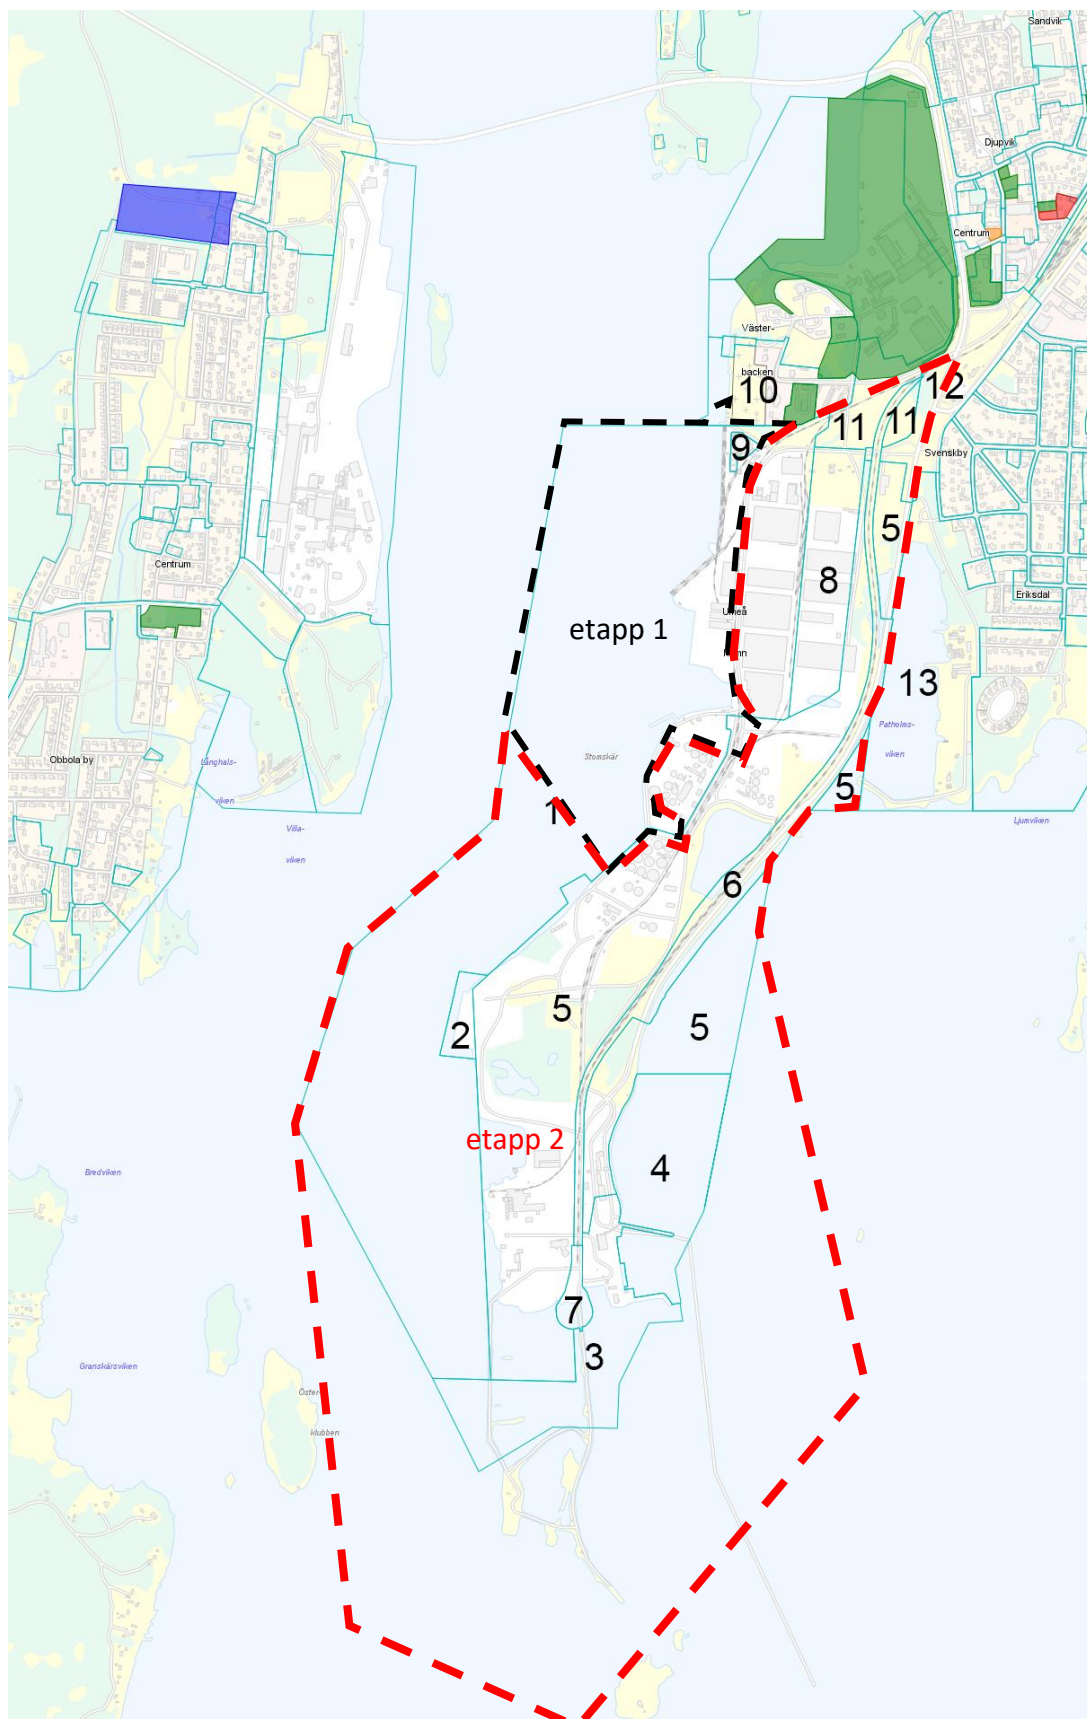 Sandvik
Djupvik
Centrum
Väster-
backen
10
12
11
11
9
Svenskby
5
8
Centrum
Eriksdal
Umeå
etapp 1
13
Patholms-
viken
Obbola by
Långhals-
viken
Stomskär
5
1
Villa-
viken
Ljumviken
6
5
2
5
etapp 2
4
Bredviken
7
3
Granskärsviken
Öster-
klubben